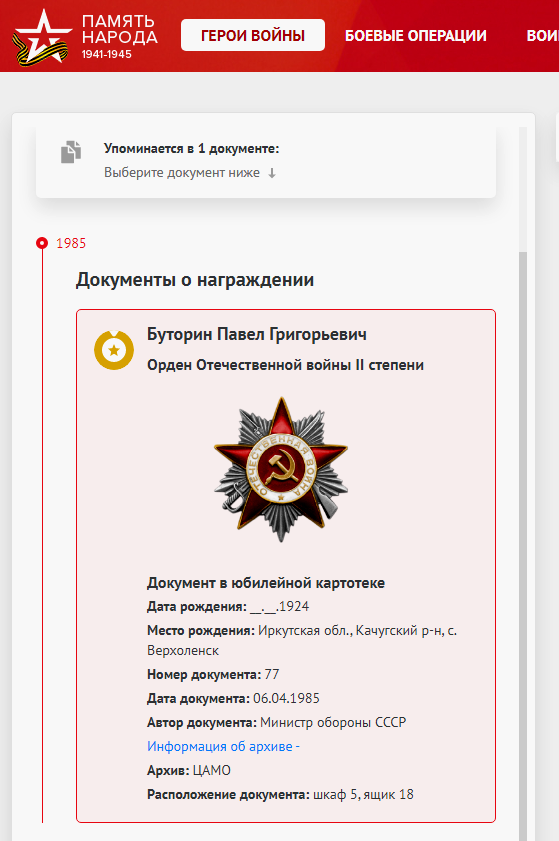 ПАМЯТЬ
НАРОДА
1941-1945
ГЕРОИ ВОЙНЫ
БОЕВЫЕ ОПЕРАЦИИ
ВОИ
Упоминается в 1 документе:
Выберите документ ниже ↓
1985
Документы о награждении
Буторин Павел Григорьевич
Орден Отечественной войны II степени
ОТЕЧЕСТВЕННАЯ ВОЙНА
Документ в юбилейной картотеке
Дата рождения: __.__.1924
Место рождения: Иркутская обл., Качугский р-н, с.
Верхоленск
Номер документа: 77
Дата документа: 06.04.1985
Автор документа: Министр обороны СССР
Информация об архиве -
Архив: ЦАМО
Расположение документа: шкаф 5, ящик 18